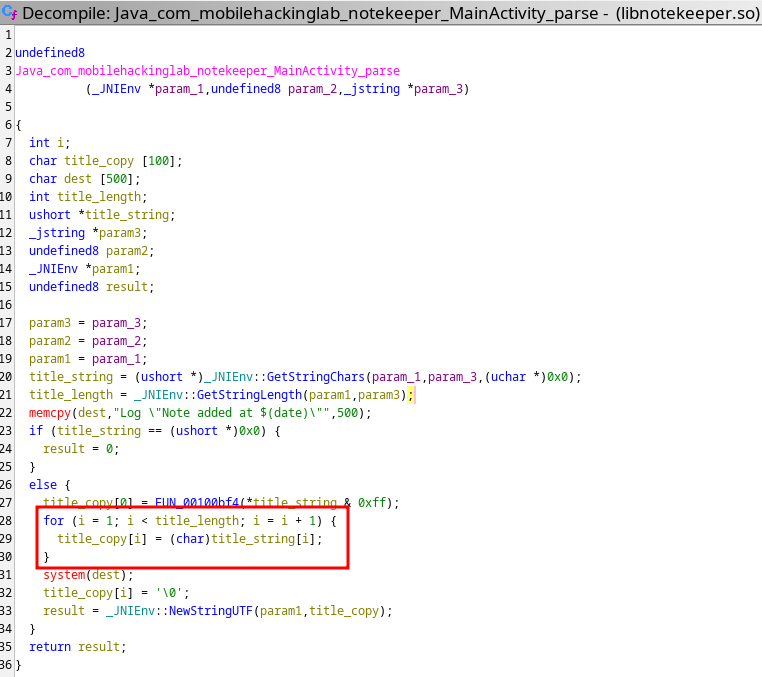 Decompile: Java_com_mobilehackinglab_notekeeper_MainActivity_parse - (libnotekeeper.so)
1
2 undefined8
3 Java_com_mobilehackinglab_notekeeper_MainActivity_parse
4 (_JNIEnv *param_1,undefined8 param_2,_jstring *param_3)
5
6 {
7 int i;
8 char title_copy [100];
9 char dest [500];
10 int title_length;
11 ushort *title_string;
12 _jstring *param3;
13 undefined8 param2;
14 _JNIEnv *param1;
15 undefined8 result;
16
17 param3 = param_3;
18 param2 = param_2;
19 param1 = param_1;
20 title_string = (ushort *)_JNIEnv::GetStringChars(param_1,param_3,(uchar *)0x0);
21 title_length = _JNIEnv::GetStringLength(param1,param3);
22 memcpy(dest,"Log \"Note added at $(date)\"",500);
23 if (title_string == (ushort *)0x0) {
24 result = 0;
25 }
26 else {
27 title_copy[0] = FUN_00100bf4(*title_string & 0xff);
28 for (i = 1; i < title_length; i = i + 1) {
29 title_copy[i] = (char)title_string[i];
30 }
31 system(dest);
32 title_copy[i] = '\0';
33 result = _JNIEnv::NewStringUTF(param1,title_copy);
34 }
35 return result;
36 }